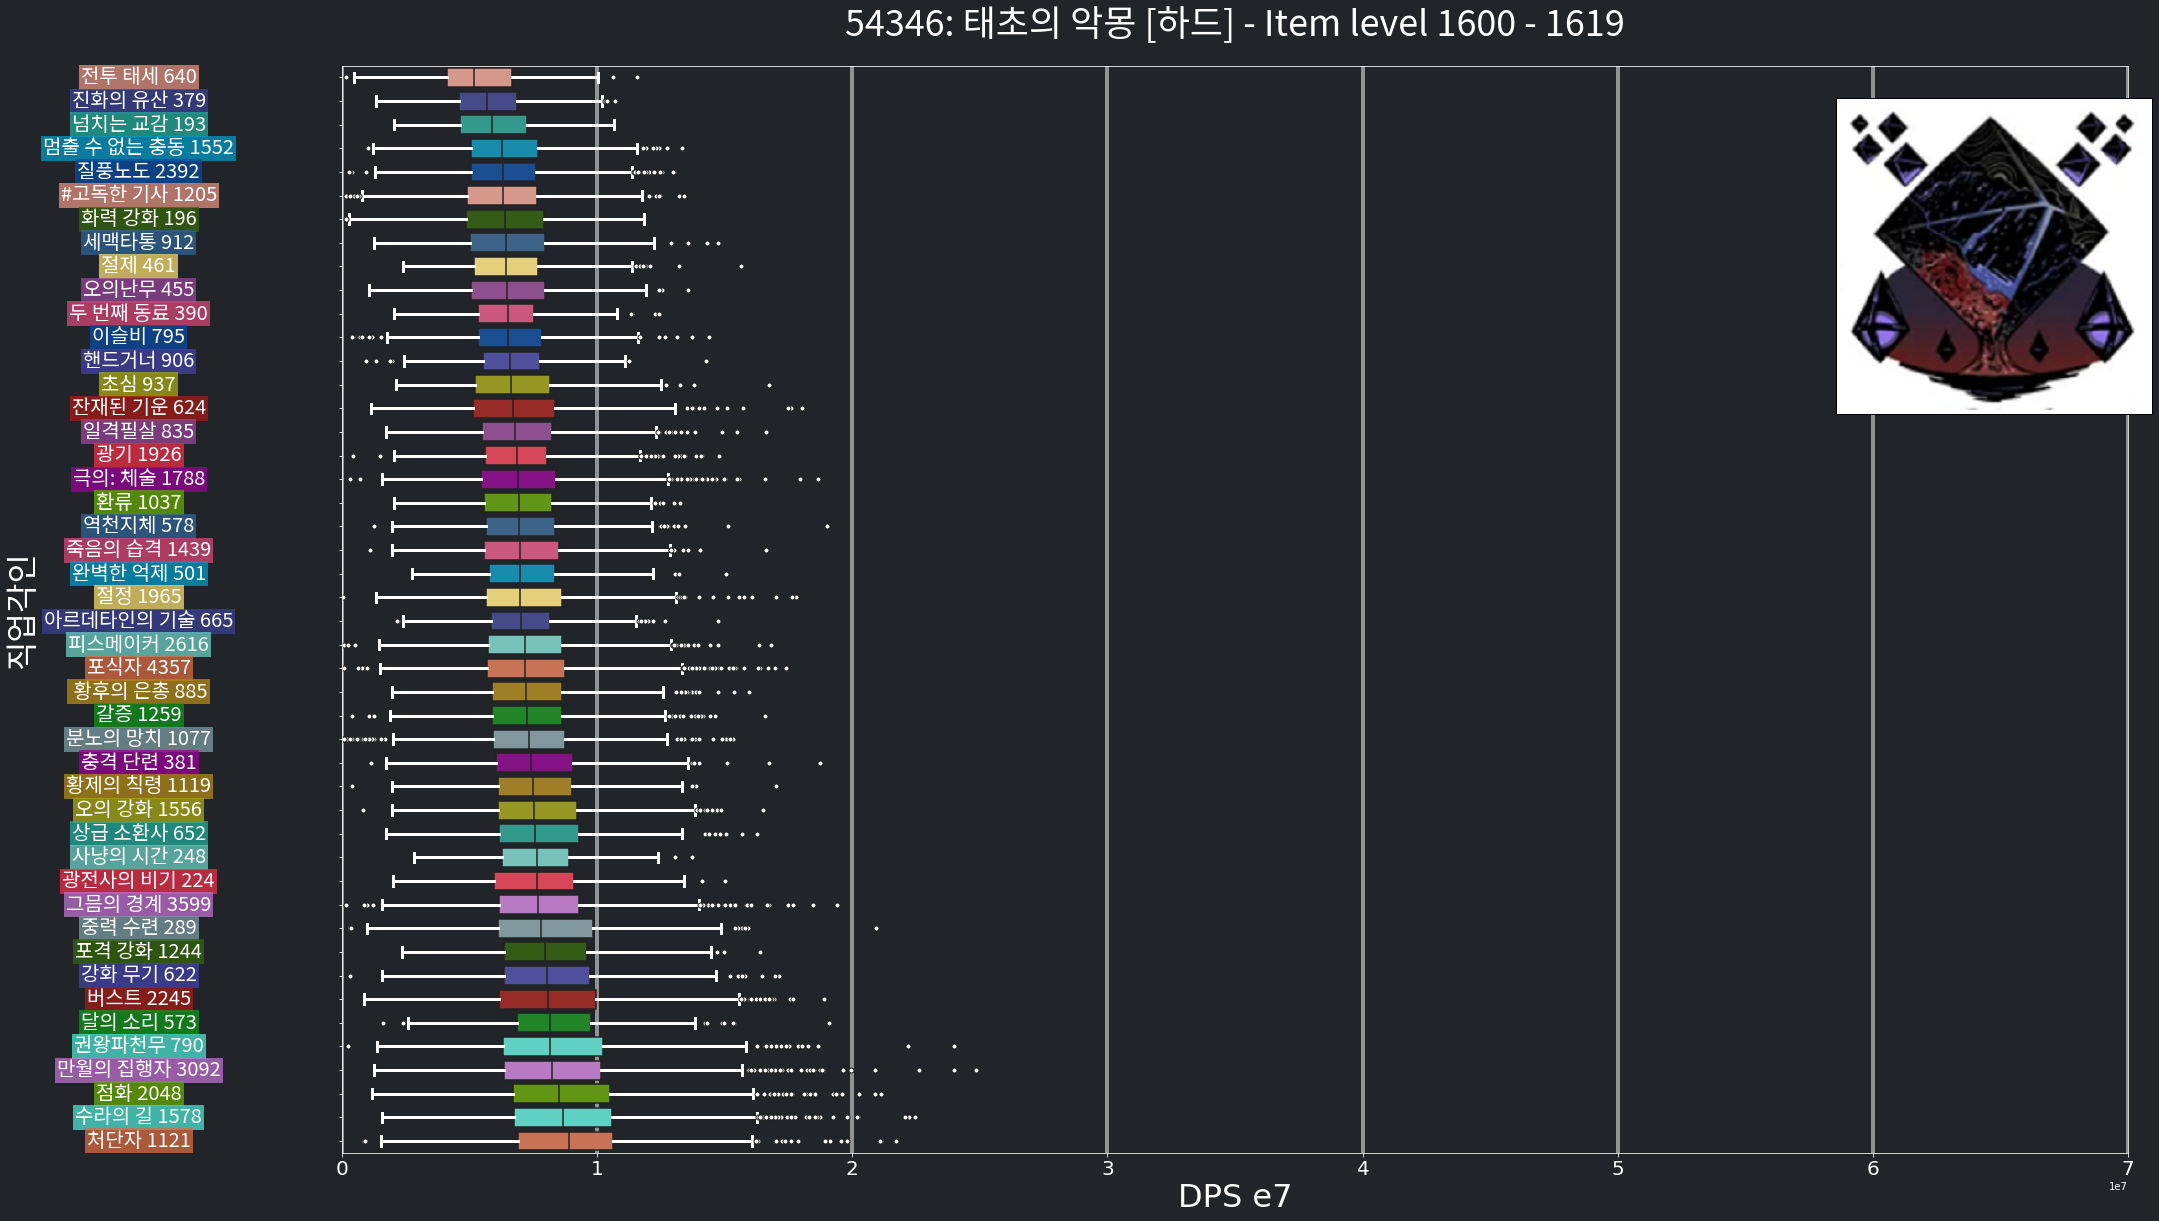 54346: 태초의 악몽 [하드] - Item level 1600 - 1619
전투 태세 640
진화의 유산 379
넘치는 교감 193
멈출 수 없는 충동 1552
질풍노도 2392
#고독한 기사 1205
화력 강화 196
세맥타통 912
절제 461
오의난무 455
두 번째 동료 390
이슬비 795
핸드거너 906
초심 937
잔재된 기운 624
일격필살 835
광기 1926
극의: 체술 1788
환류 1037
역천지체 578
죽음의 습격 1439
완벽한 억제 501
절정 1965
아르데타인의 기술 665
피스메이커 2616
포식자 4357
황후의 은총 885
갈증 1259
분노의 망치 1077
충격 단련 381
황제의 칙령 1119
오의 강화 1556
상급 소환사 652
사냥의 시간 248
광전사의 비기 224
그믐의 경계 3599
중력 수련 289
포격 강화 1244
강화 무기 622
버스트 2245
달의 소리 573
권왕파천무 790
만월의 집행자 3092
점화 2048
수라의 길 1578
처단자 1121
직업각인
0 1 2 3 4 5 6 7
1e7
DPS e7